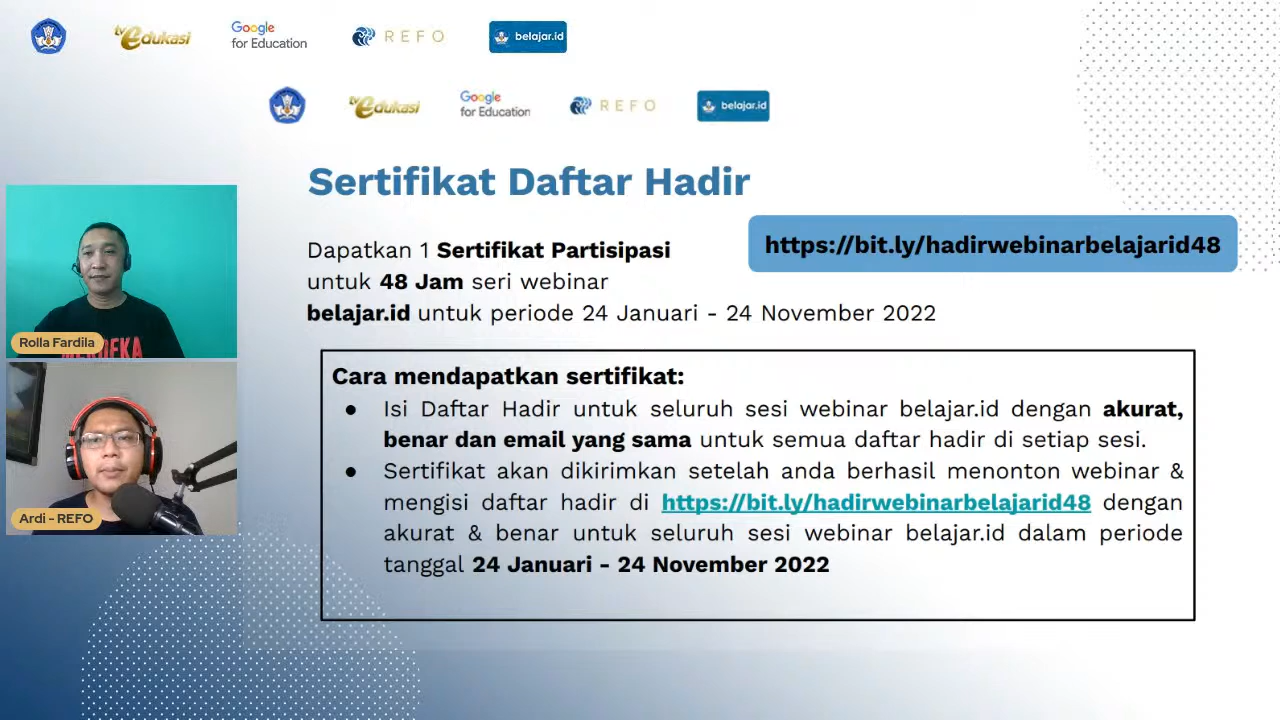 tv Edukasi
Google
for Education
REFO
belajar.id
tv Edukasi
Google
for Education
REFO
belajar.id
Sertifikat Daftar Hadir
https://bit.ly/hadirwebinarbelajarid48
Dapatkan 1 Sertifikat Partisipasi
untuk 48 Jam seri webinar
belajar.id untuk periode 24 Januari - 24 November 2022
Rolla Fardila
Cara mendapatkan sertifikat:
● Isi Daftar Hadir untuk seluruh sesi webinar belajar.id dengan akurat,
benar dan email yang sama untuk semua daftar hadir di setiap sesi.
● Sertifikat akan dikirimkan setelah ada berhasil menonton webinar &
mengisi daftar hadir di https://bit.ly/hadirwebinarbelajarid48 dengan
akurat & benar untuk seluruh sesi webinar belajar.id dalam periode
tanggal 24 Januari - 24 November 2022
Ardi - REFO